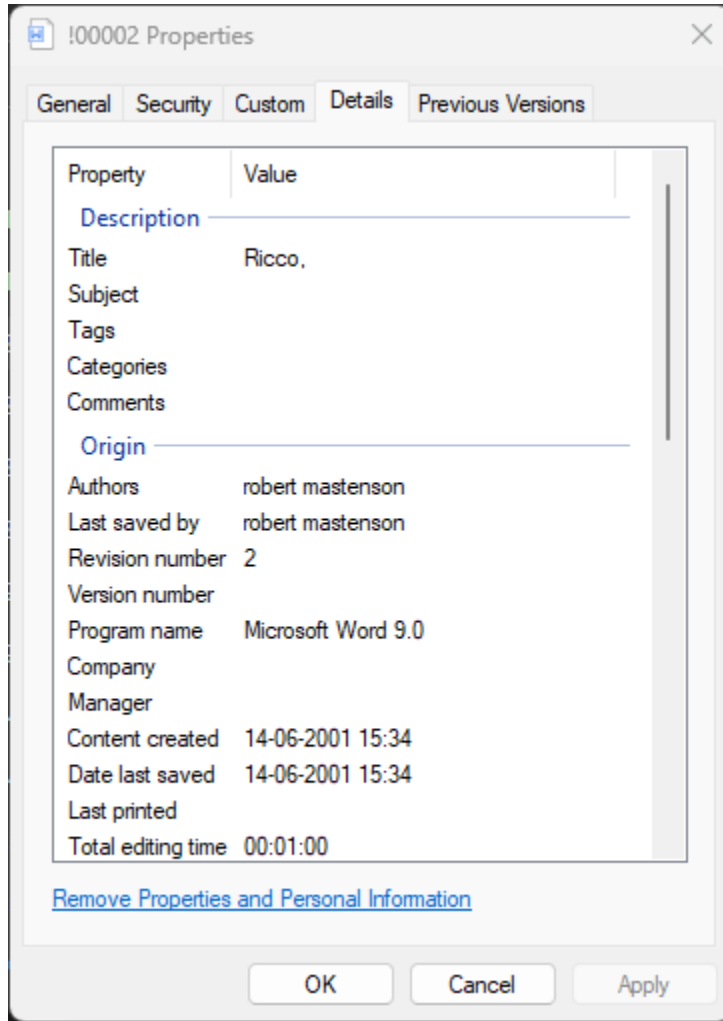 !00002 Properties
General Security Custom Details Previous Versions
Property Value
Description
Title Ricco,
Subject
Tags
Categories
Comments
Origin
Authors robert mastenson
Last saved by robert mastenson
Revision number 2
Version number
Program name Microsoft Word 9.0
Company
Manager
Content created 14-06-2001 15:34
Date last saved 14-06-2001 15:34
Last printed
Total editing time 00:01:00
Remove Properties and Personal Information
OK Cancel Apply